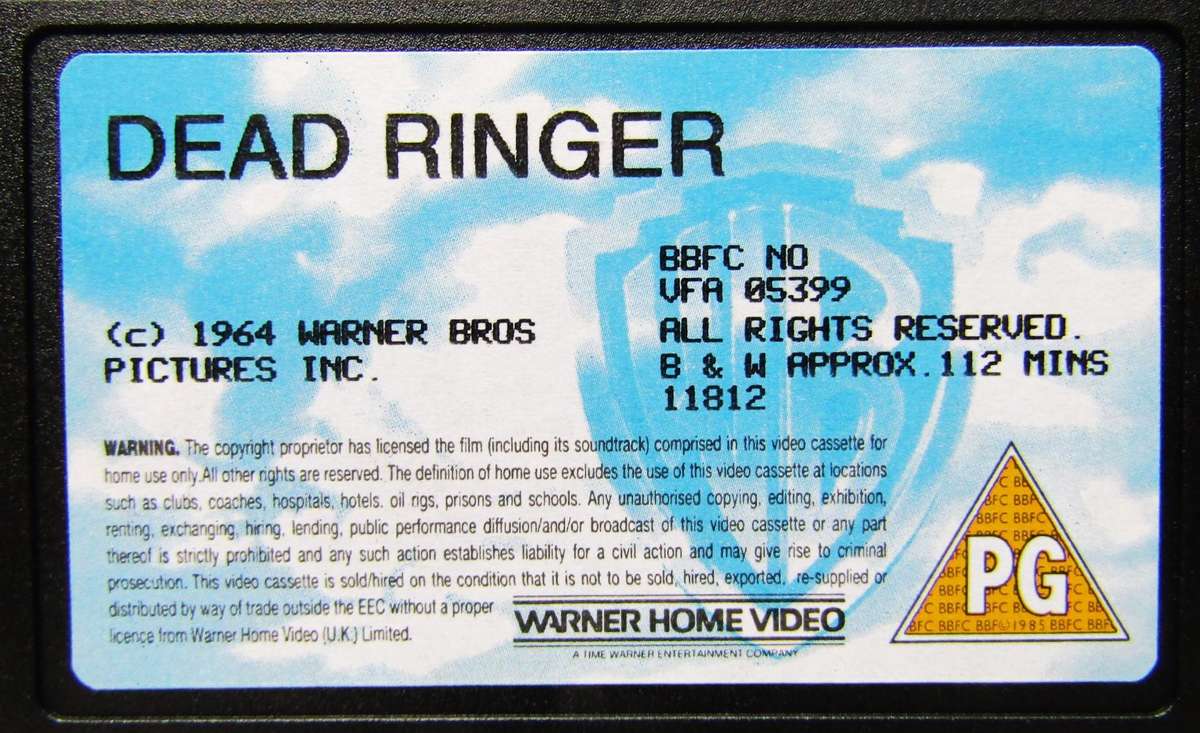 DEAD RINGER
BBFC NO
VFA 05399
(c) 1964 WARNER BROS
PICTURES INC.
ALL RIGHTS RESERVED.
B & W APPROX.112 MINS
11812
WARNING. The copyright proprietor has licensed the film (including its soundtrack) comprised in this video cassette for
home use only.All other rights are reserved. The definition of home use excludes the use of this video cassette at locations
such as clubs, coaches, hospitals, hotels. oil rigs, prisons and schools. Any unauthorised copying, editing, exhibition,
renting, exchanging, hiring, lending, public performance diffusion/and/or broadcast of this video cassette or any part
thereof is strictly prohibited and any such action establishes liability for a civil action and may give rise to criminal
prosecution. This video cassette is sold/hired on the condition that it is not to be sold, hired, exported, re-supplied or
distributed by way of trade outside the EEC without a proper
licence from Warner Home Video (U.K.) Limited.
WARNER HOME VIDEO
A TIME WARNER ENTERTAINMENT COMPANY
PG
BFC BBFC BBFC©1985 BBFC BBF